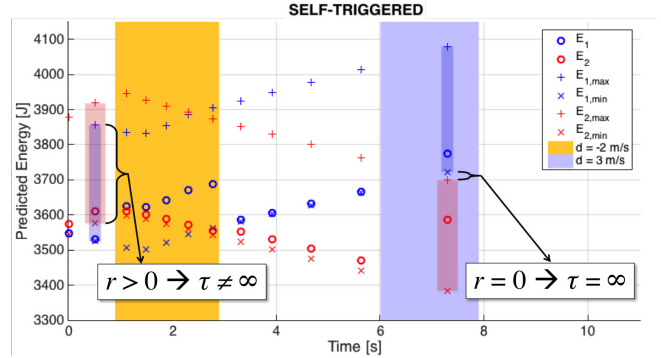 SELF-TRIGGERED
Predicted Energy [J]
4100
4000
3900
3800
3700
3600
3500
3400
3300
E1
E2
E1,max
E1,min
E2,max
E2,min
d = -2 m/s
d = 3 m/s
r > 0 → τ ≠ ∞
r = 0 → τ = ∞
0
2
4
6
8
10
Time [s]